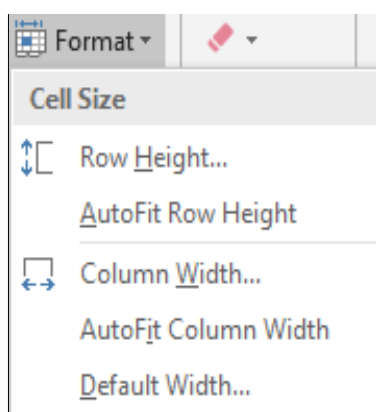 Format
Cell Size
Row Height...
AutoFit Row Height
Column Width...
AutoFit Column Width
Default Width...